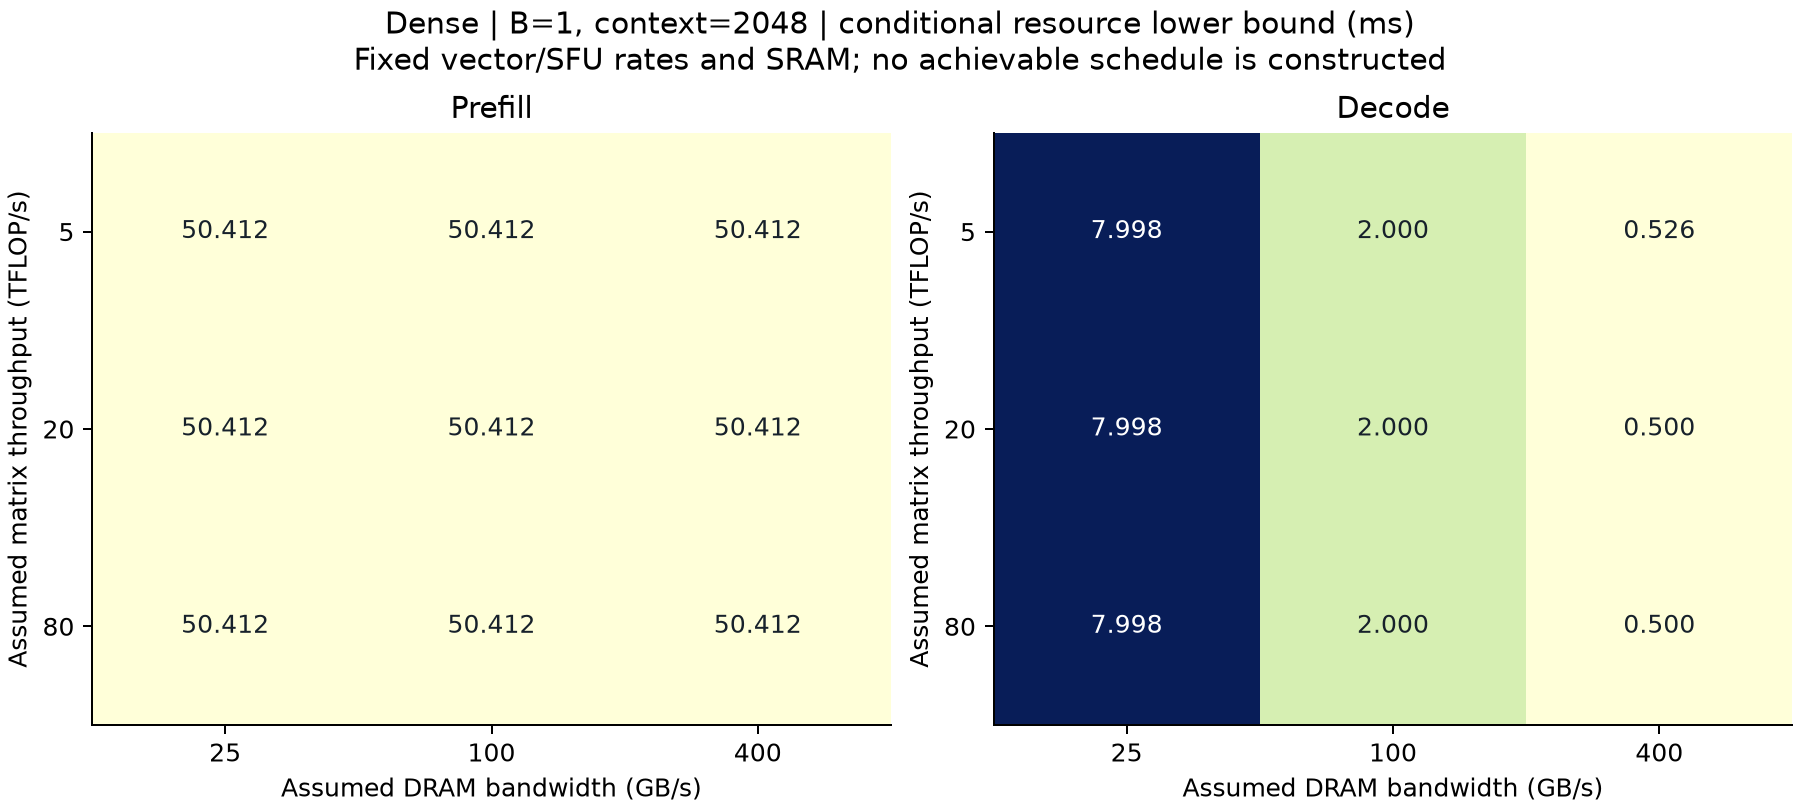 Dense | B=1, context=2048 | conditional resource lower bound (ms)
Fixed vector/SFU rates and SRAM; no achievable schedule is constructed
Prefill
Assumed matrix throughput (TFLOP/s)
5
50.412 50.412 50.412
20
50.412 50.412 50.412
80
50.412 50.412 50.412
25 100 400
Assumed DRAM bandwidth (GB/s)
Decode
Assumed matrix throughput (TFLOP/s)
5
7.998 2.000 0.526
20
7.998 2.000 0.500
80
7.998 2.000 0.500
25 100 400
Assumed DRAM bandwidth (GB/s)